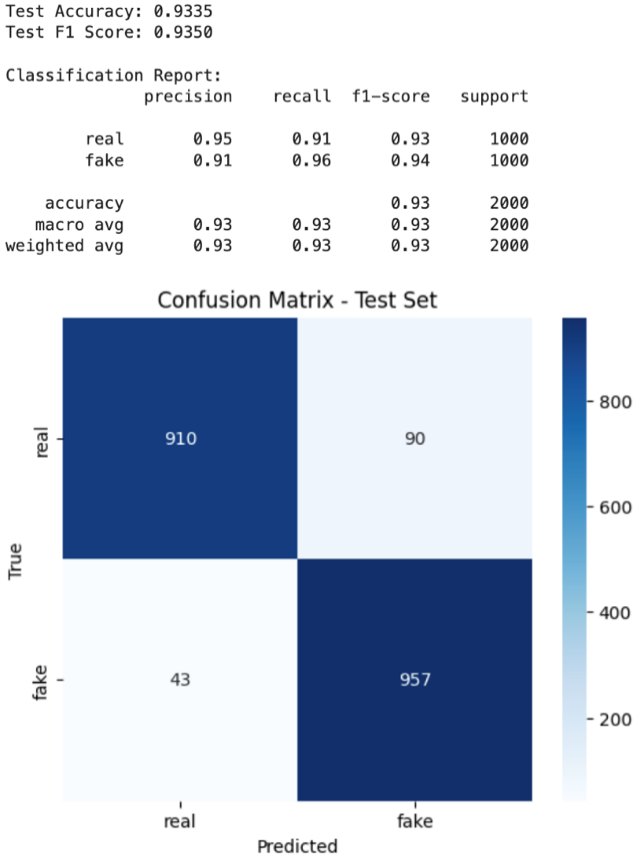 Test Accuracy: 0.9335
Test F1 Score: 0.9350
Classification Report:
precision recall f1-score support
real 0.95 0.91 0.93 1000
fake 0.91 0.96 0.94 1000
accuracy 0.93 2000
macro avg 0.93 0.93 0.93 2000
weighted avg 0.93 0.93 0.93 2000
Confusion Matrix - Test Set
real
910
90
800
600
True
400
fake
43
957
200
real
fake
Predicted